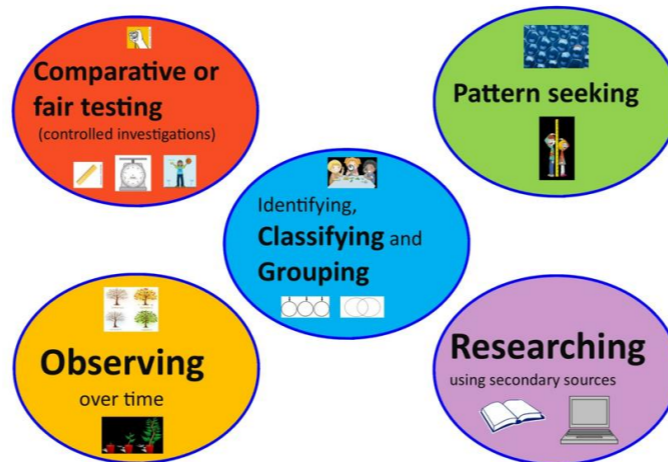 Comparative or
fair testing
(controlled investigations)
Pattern seeking
Identifying,
Classifying and
Grouping
Observing
over time
Researching
using secondary sources